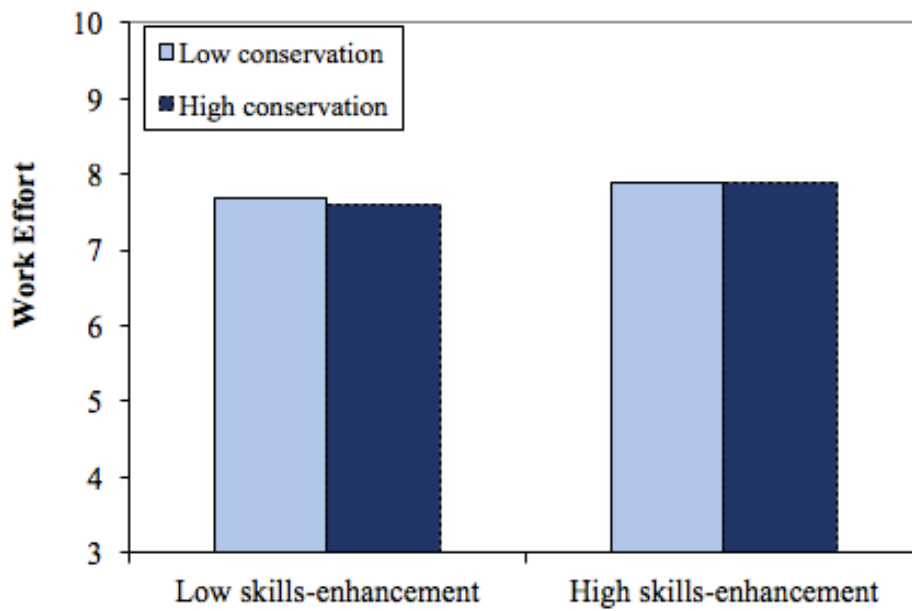 10
9
8
7
6
5
4
3
Work Effort
Low conservation
High conservation
Low skills-enhancement
High skills-enhancement